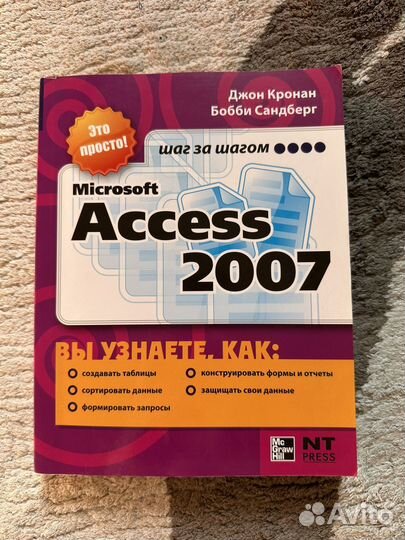 Джон Кронан
Бобби Сандберг
Это
просто!
шаг за шагом
Microsoft
Access
2007
ВЫ УЗНАЕТЕ, КАК:
создавать таблицы
сортировать данные
формировать запросы
конструировать формы и отчеты
защищать свои данные
Mc
Graw
Hill
NT
PRESS
Avito